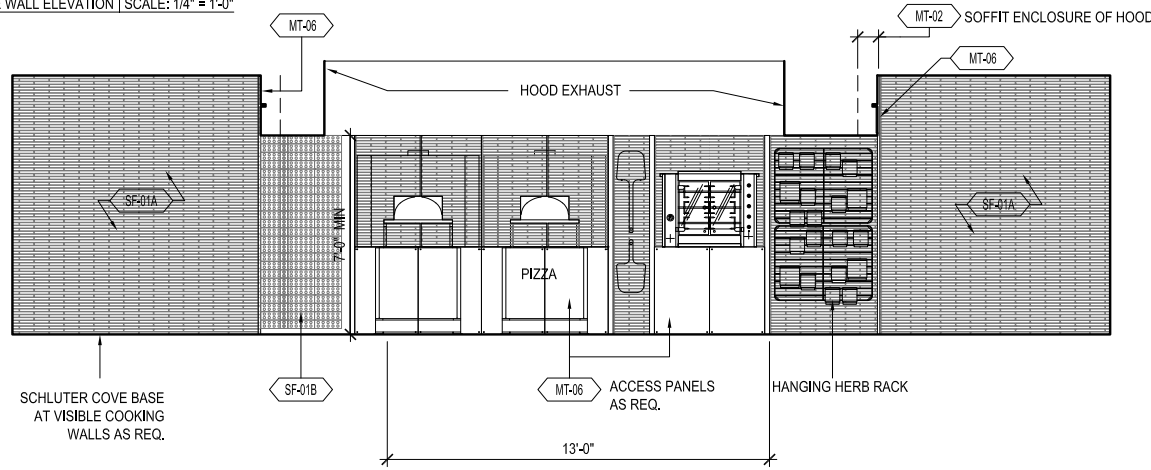 WALL ELEVATION | SCALE: 1/4" = 1'-0"
MT-06
MT-02 SOFFIT ENCLOSURE OF HOOD
MT-06
HOOD EXHAUST
SF-01A
SF-01A
7'-0" MIN
PIZZA
SCHLUTER COVE BASE
AT VISIBLE COOKING
WALLS AS REQ.
SF-01B
MT-06
ACCESS PANELS
AS REQ.
HANGING HERB RACK
13'-0"